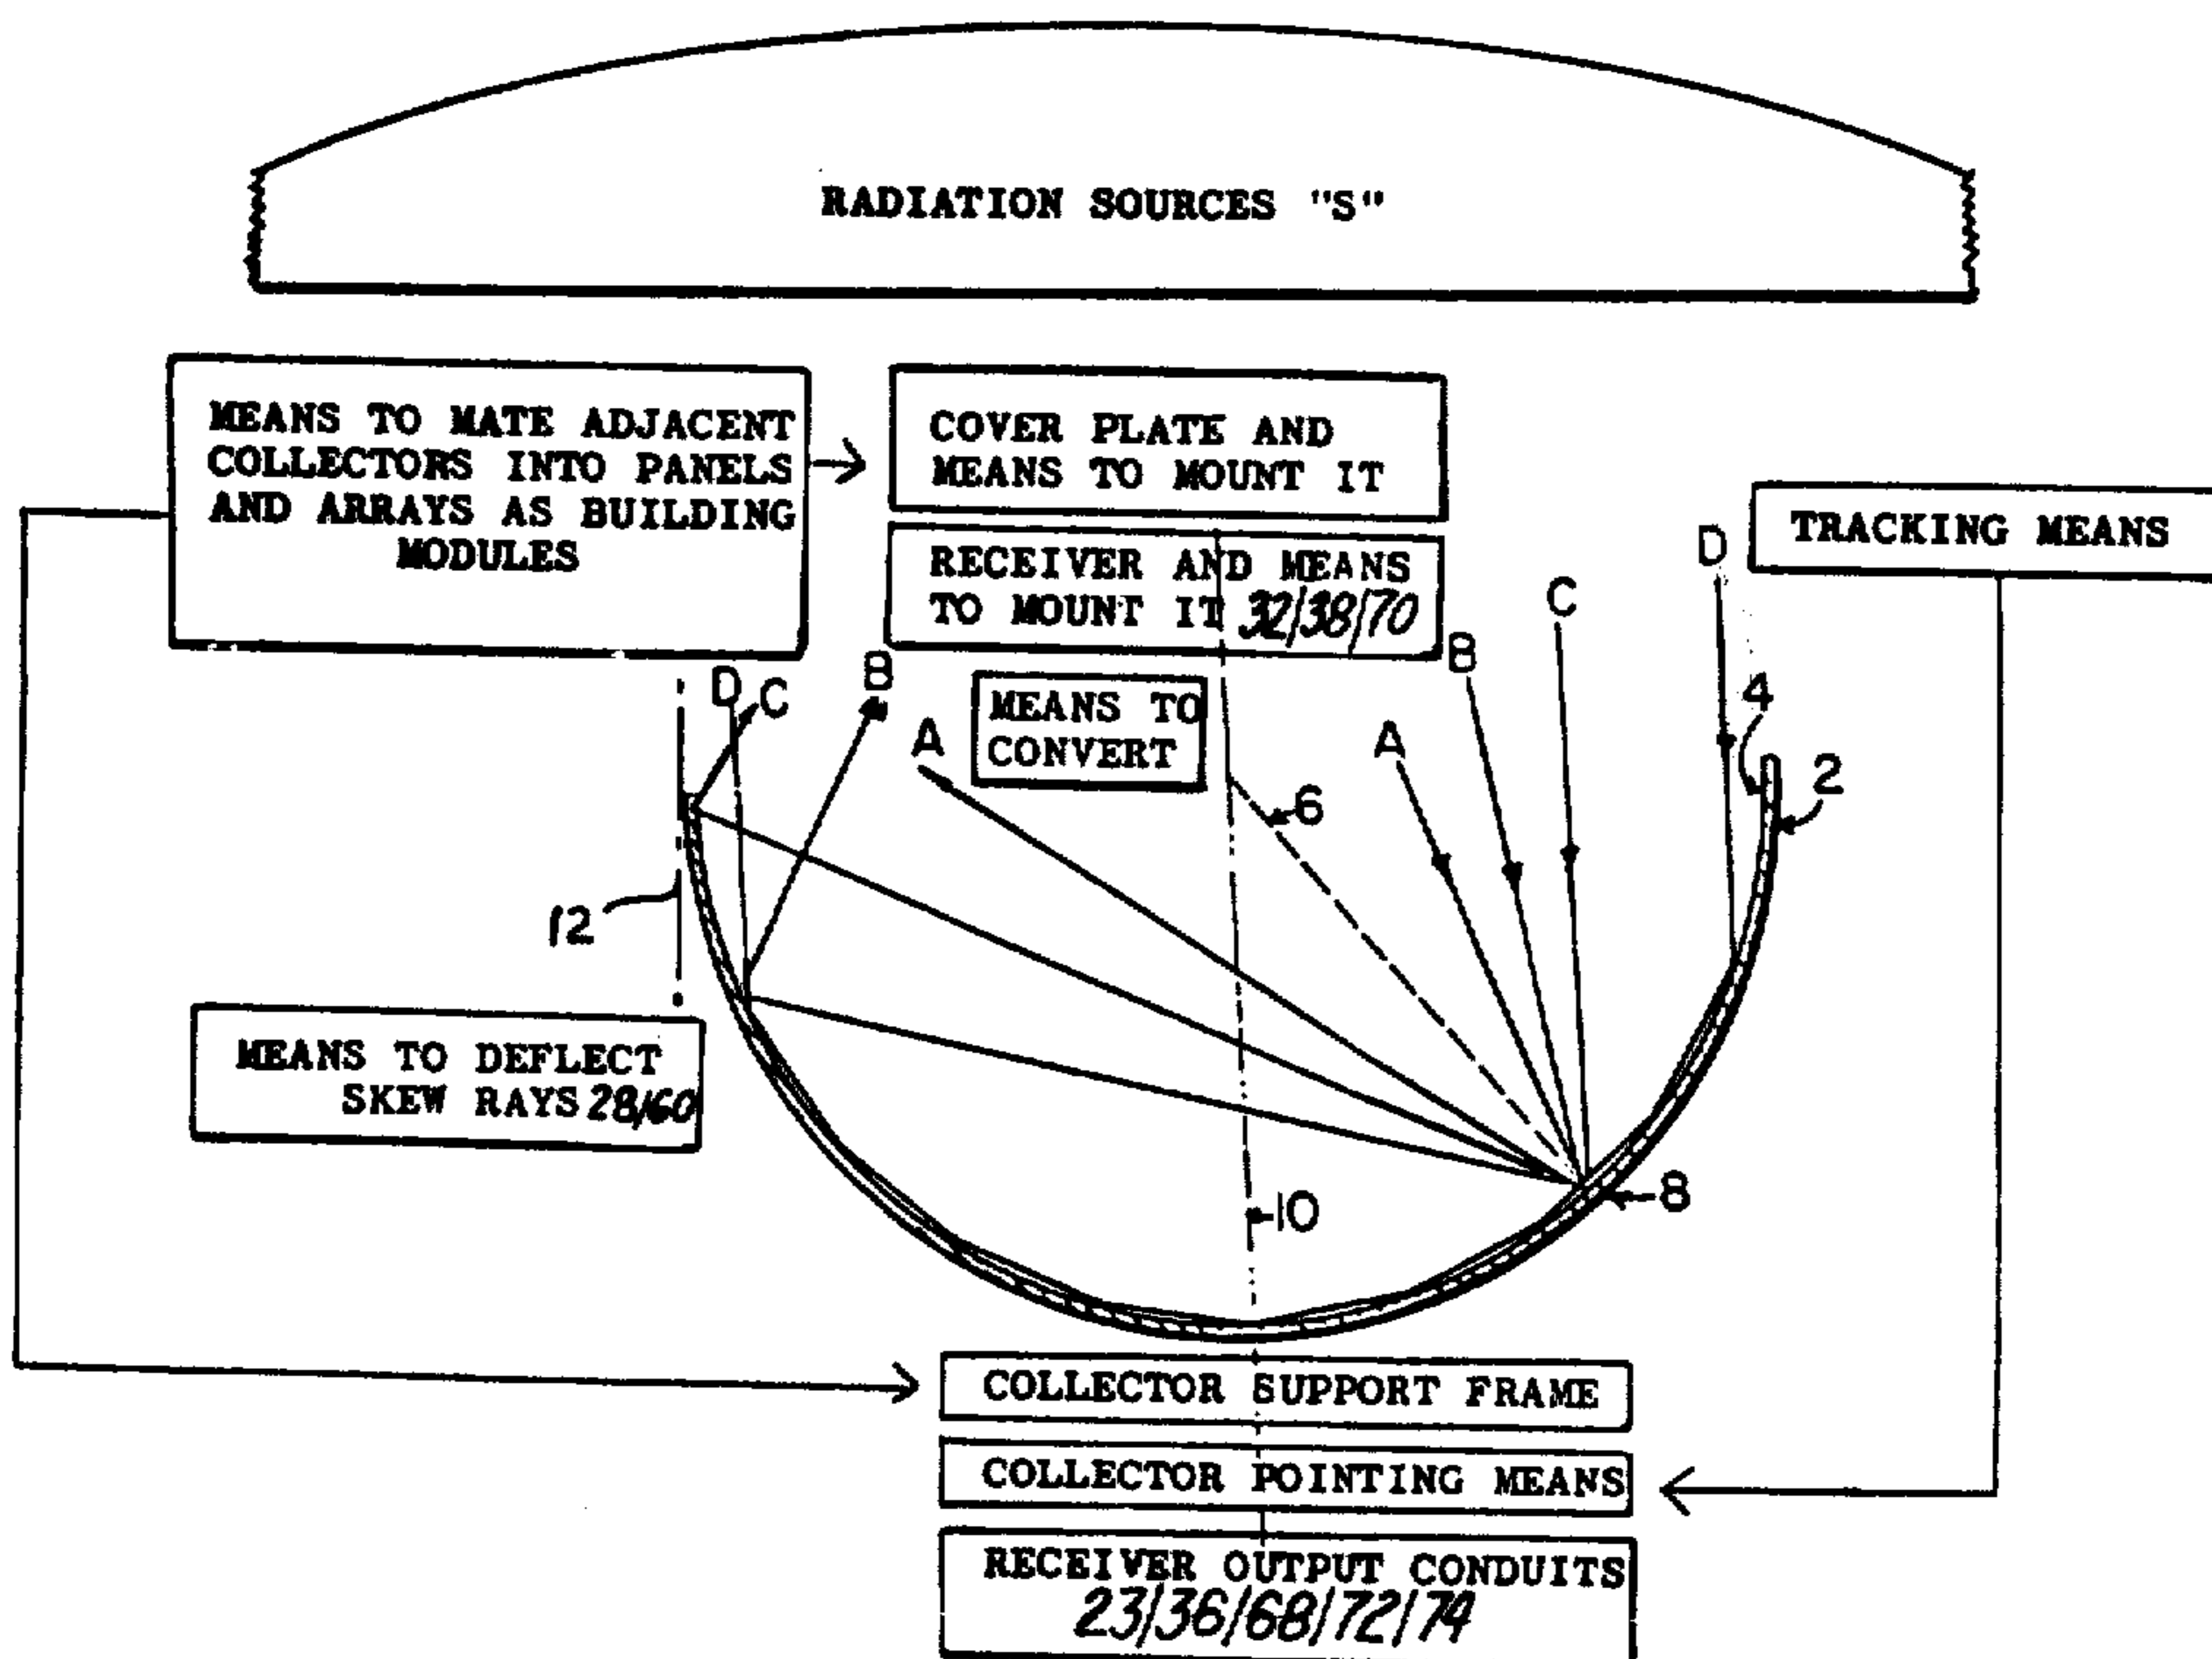 RADIATION SOURCES "S"
MEANS TO MATE ADJACENT
COLLECTORS INTO PANELS
AND ARRAYS AS BUILDING
MODULES
COVER PLATE AND
MEANS TO MOUNT IT
RECEIVER AND MEANS
TO MOUNT IT 32/38/70
TRACKING MEANS
D
C
B
A
MEANS TO
CONVERT
A
B
C
D
4
2
6
12
MEANS TO DEFLECT
SKEW RAYS 28/60
8
10
COLLECTOR SUPPORT FRAME
COLLECTOR POINTING MEANS
RECEIVER OUTPUT CONDUITS
23/36/68/72/74